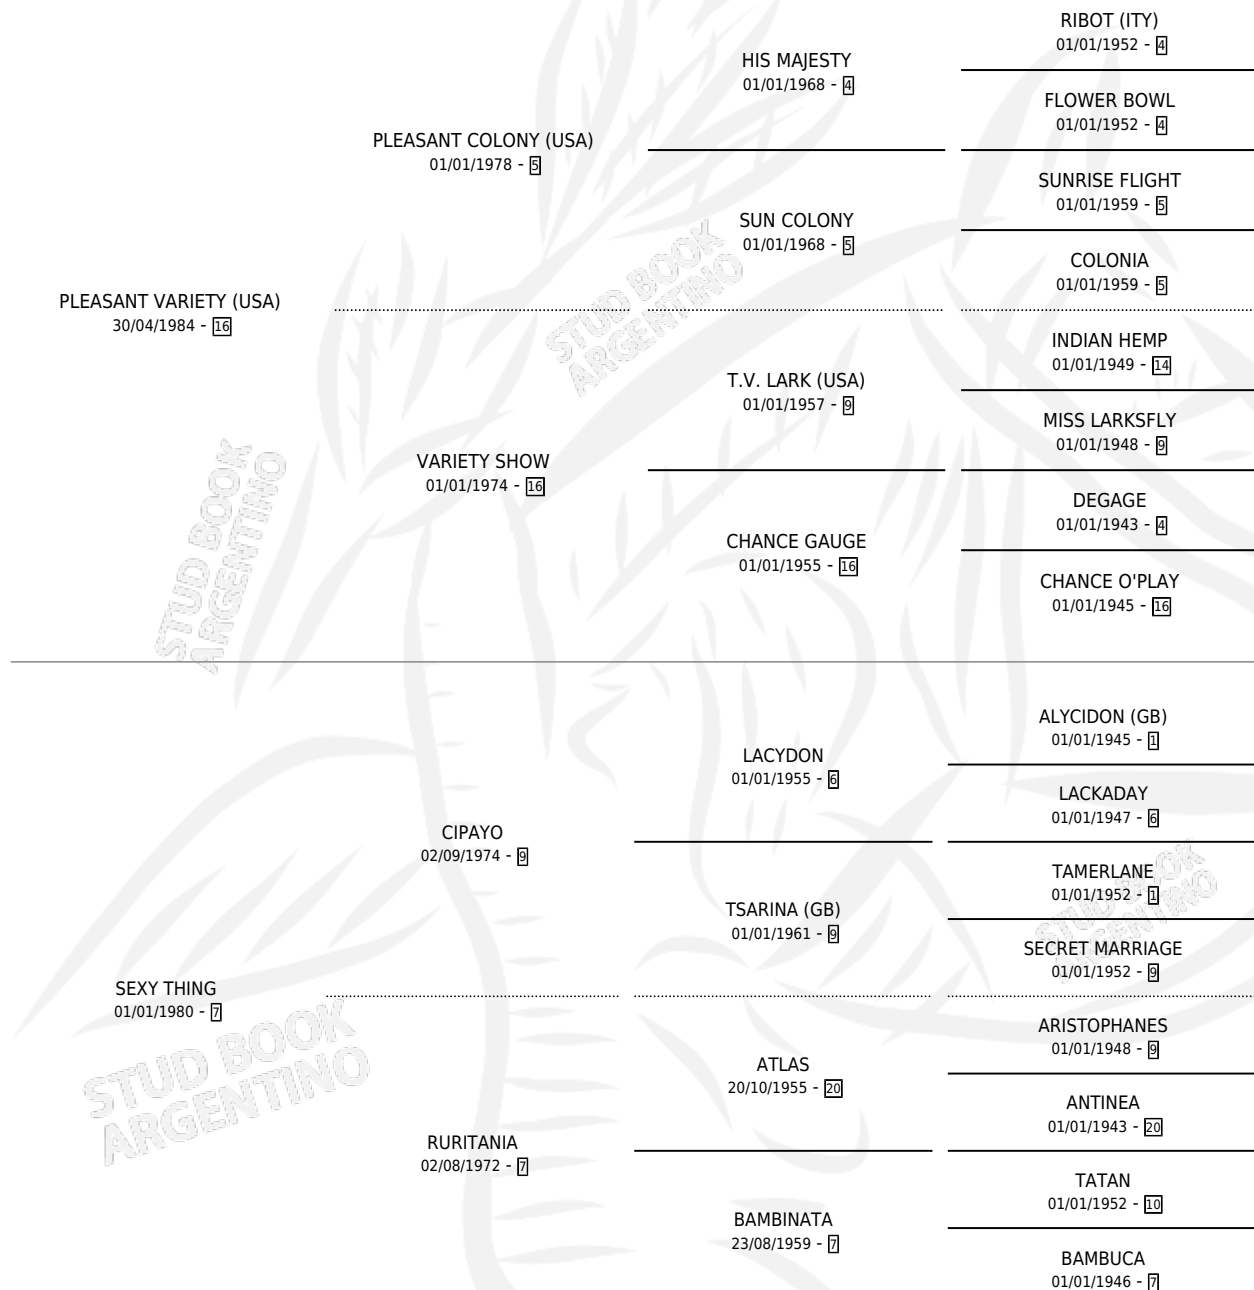 RIBOT (ITY)
01/01/1952 - 4
HIS MAJESTY
01/01/1968 - 4
FLOWER BOWL
01/01/1952 - 4
PLEASANT COLONY (USA)
01/01/1978 - 5
SUNRISE FLIGHT
01/01/1959 - 5
SUN COLONY
01/01/1968 - 5
COLONIA
01/01/1959 - 5
PLEASANT VARIETY (USA)
30/04/1984 - 16
INDIAN HEMP
01/01/1949 - 14
T.V. LARK (USA)
01/01/1957 - 9
MISS LARKSFLY
01/01/1948 - 9
VARIETY SHOW
01/01/1974 - 16
DEGAGE
01/01/1943 - 4
CHANCE GAUGE
01/01/1955 - 16
CHANCE O'PLAY
01/01/1945 - 16
ALYCIDON (GB)
01/01/1945 - 1
LACYDON
01/01/1955 - 6
LACKADAY
01/01/1947 - 6
CIPAYO
02/09/1974 - 9
TAMERLANE
01/01/1952 - 1
TSARINA (GB)
01/01/1961 - 9
SECRET MARRIAGE
01/01/1952 - 9
SEXY THING
01/01/1980 - 7
ARISTOPHANES
01/01/1948 - 9
ATLAS
20/10/1955 - 20
ANTINEA
01/01/1943 - 20
RURITANIA
02/08/1972 - 7
TATAN
01/01/1952 - 10
BAMBINATA
23/08/1959 - 7
BAMBUCA
01/01/1946 - 7
STUD BOOK
ARGENTINO
STUD BOOK
ARGENTINO
STUD BOOK
ARGENTINO
STUD BOOK
ARGENTINO